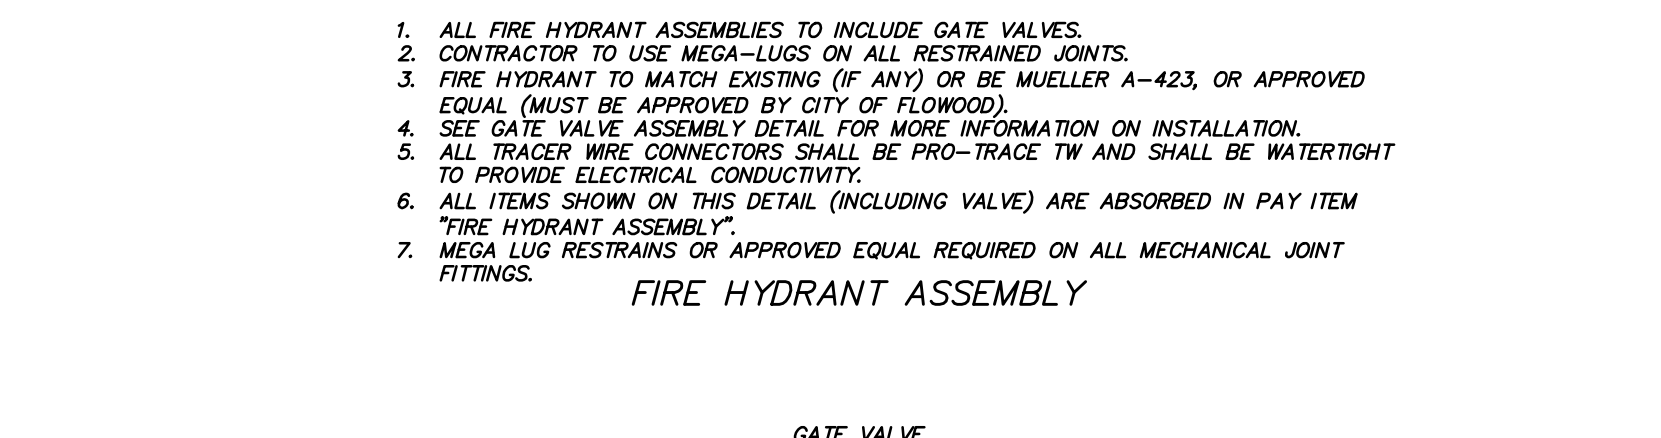 1. ALL FIRE HYDRANT ASSEMBLIES TO INCLUDE GATE VALVES.
2. CONTRACTOR TO USE MEGA-LUGS ON ALL RESTRAINED JOINTS.
3. FIRE HYDRANT TO MATCH EXISTING (IF ANY) OR BE MUELLER A-423, OR APPROVED
EQUAL (MUST BE APPROVED BY CITY OF FLOWOOD).
4. SEE GATE VALVE ASSEMBLY DETAIL FOR MORE INFORMATION ON INSTALLATION.
5. ALL TRACER WIRE CONNECTORS SHALL BE PRO-TRACE TW AND SHALL BE WATERTIGHT
TO PROVIDE ELECTRICAL CONDUCTIVITY.
6. ALL ITEMS SHOWN ON THIS DETAIL (INCLUDING VALVE) ARE ABSORBED IN PAY ITEM
"FIRE HYDRANT ASSEMBLY".
7. MEGA LUG RESTRAINS OR APPROVED EQUAL REQUIRED ON ALL MECHANICAL JOINT
FITTINGS.
FIRE HYDRANT ASSEMBLY
GATE VALVE